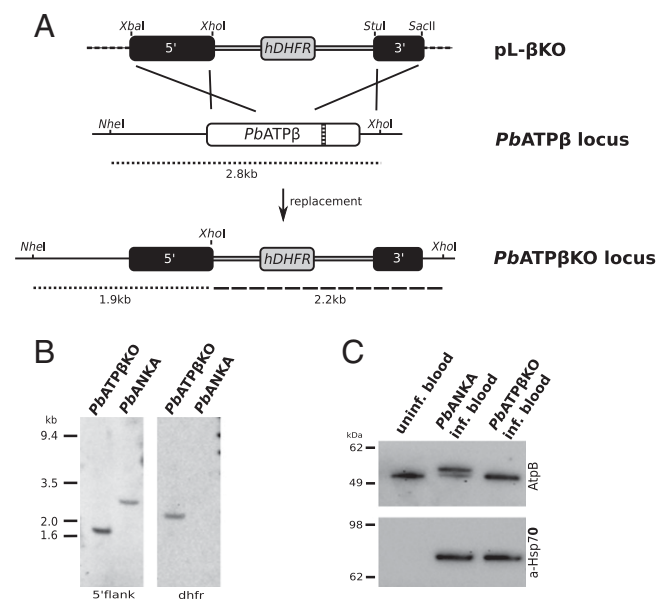 A
XbaI XhoI StuI SacII
5' hDHFR 3' pL-βKO
NheI PbATPβ XhoI PbATPβ locus
2.8kb
replacement
NheI XhoI XhoI
5' hDHFR 3' PbATPβKO locus
1.9kb 2.2kb
B
PbATPβKO PbANKA PbATPβKO PbANKA
kb
9.4
3.5
2.0
1.6
5'flank dhfr
C
uninf. blood
PbANKA inf. blood
PbATPβKO inf. blood
kDa
62
49
AtpB
98
62
a-Hsp70